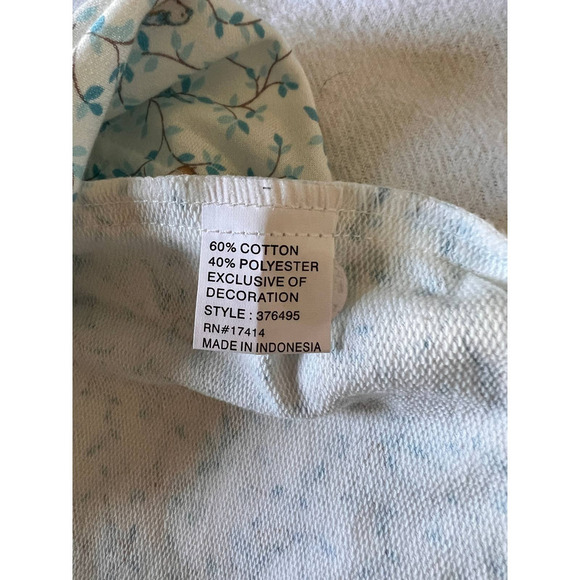 60% COTTON
40% POLYESTER
EXCLUSIVE OF
DECORATION
STYLE : 376495
RN#17414
MADE IN INDONESIA